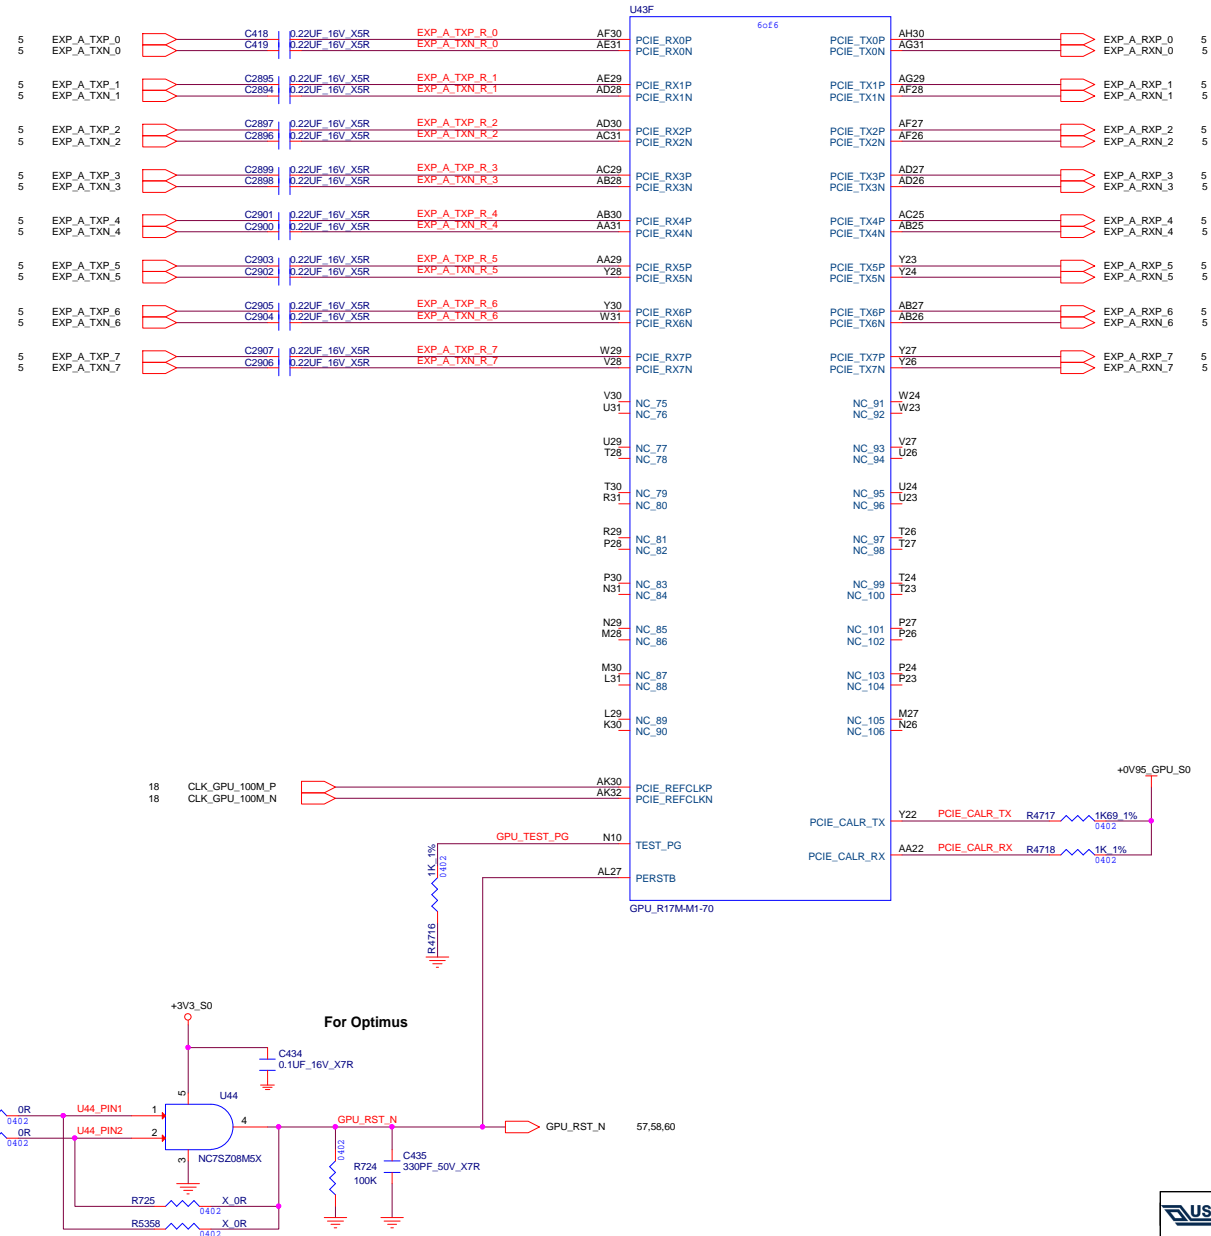 U43F
6of6
5 EXP_A_TXP_0 C418 0.22UF_16V_X5R EXP_A_TXP_R_0 AF30 PCIE_RX0P PCIE_TX0P AH30 EXP_A_RXP_0 5
5 EXP_A_TXN_0 C419 0.22UF_16V_X5R EXP_A_TXN_R_0 AE31 PCIE_RX0N PCIE_TX0N AG31 EXP_A_RXN_0 5
5 EXP_A_TXP_1 C2895 0.22UF_16V_X5R EXP_A_TXP_R_1 AE29 PCIE_RX1P PCIE_TX1P AG29 EXP_A_RXP_1 5
5 EXP_A_TXN_1 C2894 0.22UF_16V_X5R EXP_A_TXN_R_1 AD28 PCIE_RX1N PCIE_TX1N AF28 EXP_A_RXN_1 5
5 EXP_A_TXP_2 C2897 0.22UF_16V_X5R EXP_A_TXP_R_2 AD30 PCIE_RX2P PCIE_TX2P AF27 EXP_A_RXP_2 5
5 EXP_A_TXN_2 C2896 0.22UF_16V_X5R EXP_A_TXN_R_2 AC31 PCIE_RX2N PCIE_TX2N AF26 EXP_A_RXN_2 5
5 EXP_A_TXP_3 C2899 0.22UF_16V_X5R EXP_A_TXP_R_3 AC29 PCIE_RX3P PCIE_TX3P AD27 EXP_A_RXP_3 5
5 EXP_A_TXN_3 C2898 0.22UF_16V_X5R EXP_A_TXN_R_3 AB28 PCIE_RX3N PCIE_TX3N AD26 EXP_A_RXN_3 5
5 EXP_A_TXP_4 C2901 0.22UF_16V_X5R EXP_A_TXP_R_4 AB30 PCIE_RX4P PCIE_TX4P AC25 EXP_A_RXP_4 5
5 EXP_A_TXN_4 C2900 0.22UF_16V_X5R EXP_A_TXN_R_4 AA31 PCIE_RX4N PCIE_TX4N AB25 EXP_A_RXN_4 5
5 EXP_A_TXP_5 C2903 0.22UF_16V_X5R EXP_A_TXP_R_5 AA29 PCIE_RX5P PCIE_TX5P Y23 EXP_A_RXP_5 5
5 EXP_A_TXN_5 C2902 0.22UF_16V_X5R EXP_A_TXN_R_5 Y28 PCIE_RX5N PCIE_TX5N Y24 EXP_A_RXN_5 5
5 EXP_A_TXP_6 C2905 0.22UF_16V_X5R EXP_A_TXP_R_6 Y30 PCIE_RX6P PCIE_TX6P AB27 EXP_A_RXP_6 5
5 EXP_A_TXN_6 C2904 0.22UF_16V_X5R EXP_A_TXN_R_6 W31 PCIE_RX6N PCIE_TX6N AB26 EXP_A_RXN_6 5
5 EXP_A_TXP_7 C2907 0.22UF_16V_X5R EXP_A_TXP_R_7 W29 PCIE_RX7P PCIE_TX7P Y27 EXP_A_RXP_7 5
5 EXP_A_TXN_7 C2906 0.22UF_16V_X5R EXP_A_TXN_R_7 V28 PCIE_RX7N PCIE_TX7N Y26 EXP_A_RXN_7 5
V30 NC_75 NC_91 W24
U31 NC_76 NC_92 W23
U29 NC_77 NC_93 V27
T28 NC_78 NC_94 U26
T30 NC_79 NC_95 U24
R31 NC_80 NC_96 U23
R29 NC_81 NC_97 T26
P28 NC_82 NC_98 T27
P30 NC_83 NC_99 T24
N31 NC_84 NC_100 T23
N29 NC_85 NC_101 P27
M28 NC_86 NC_102 P26
M30 NC_87 NC_103 P24
L31 NC_88 NC_104 P23
L29 NC_89 NC_105 M27
K30 NC_90 NC_106 N26
+0V95_GPU_S0
18 CLK_GPU_100M_P AK30 PCIE_REFCLKP
18 CLK_GPU_100M_N AK32 PCIE_REFCLKN
PCIE_CALR_TX Y22 PCIE_CALR_TX R4717 1K69_1%
0402
GPU_TEST_PG N10 TEST_PG
PCIE_CALR_RX AA22 PCIE_CALR_RX R4718 1K_1%
0402
R4716 1K_1%
0402
AL27 PERSTB
GPU_R17M-M1-70
+3V3_S0
For Optimus
C434
0.1UF_16V_X7R
5 U44
0R U44_PIN1 1
0402
0R U44_PIN2 2
0402
4 GPU_RST_N
GPU_RST_N 57,58,60
3 NC7SZ08M5X
0402
R724
100K
C435
330PF_50V_X7R
R725 X_0R
0402
R5358 X_0R
0402
US